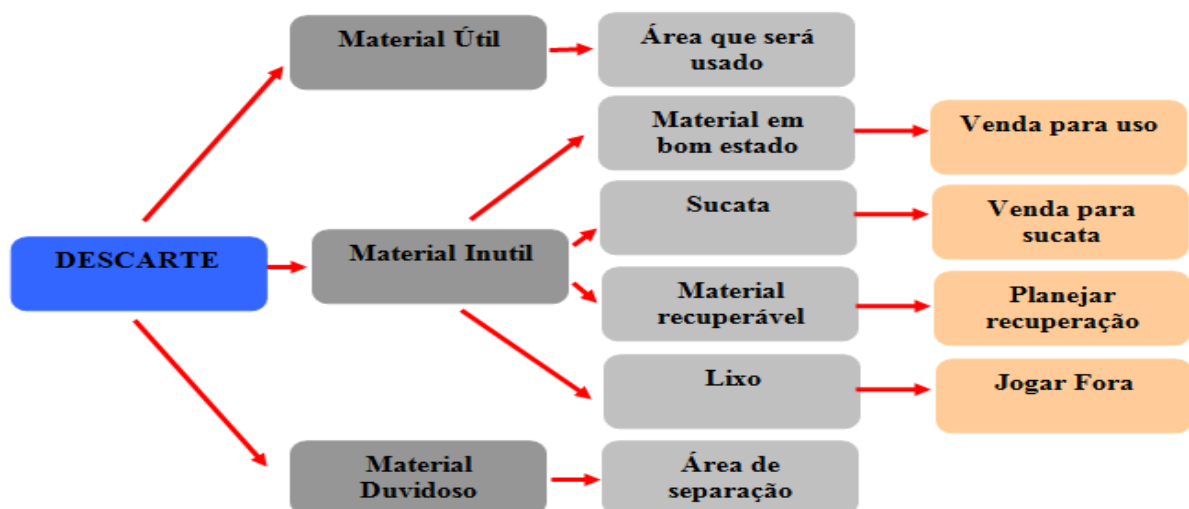 Material Útil
Área que será
usado
Material em
bom estado
Venda para uso
Sucata
Venda para
sucata
DESCARTE
Material Inutil
Material
recuperável
Planejar
recuperação
Lixo
Jogar Fora
Material
Duvidoso
Área de
separação